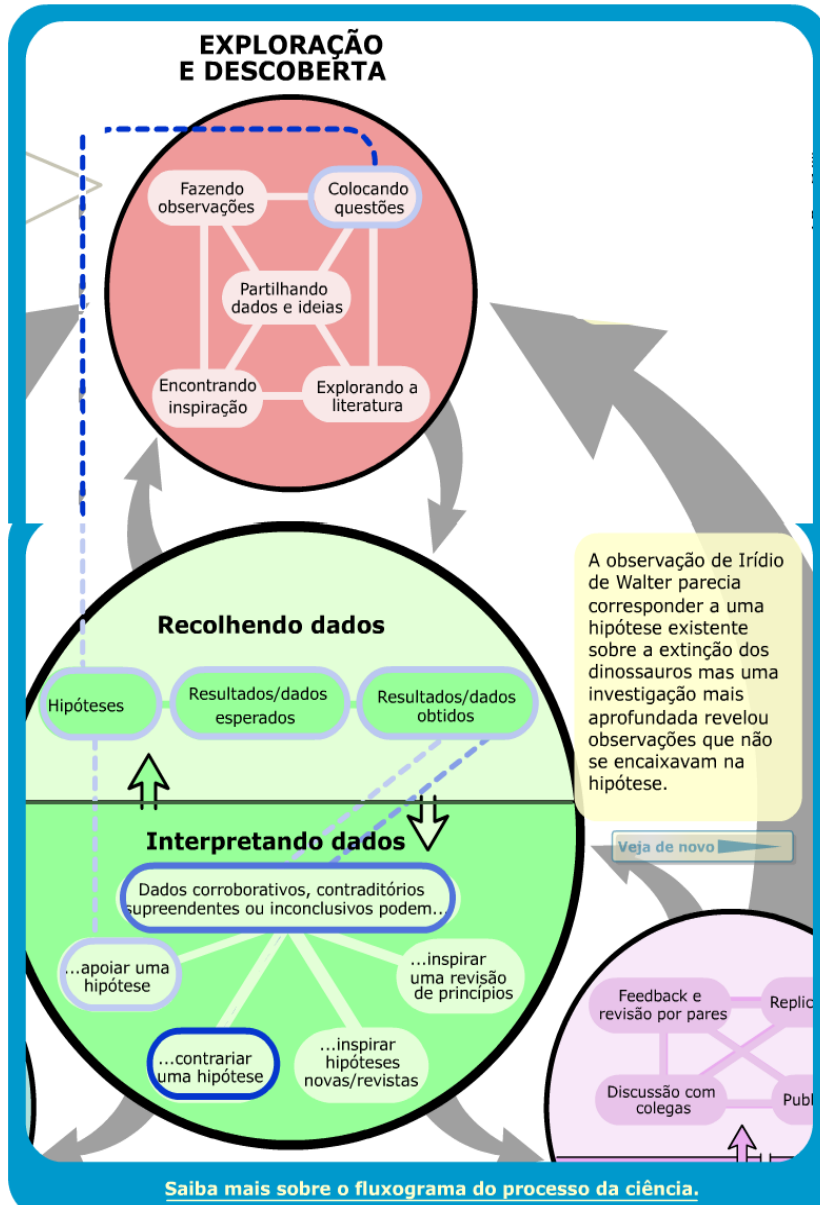 EXPLORAÇÃO
E DESCOBERTA
Fazendo
observações
Colocando
questões
Partilhando
dados e ideias
Encontrando
inspiração
Explorando a
literatura
Recolhendo dados
Hipóteses
Resultados/dados
esperados
Resultados/dados
obtidos
A observação de Irídio
de Walter parecia
corresponder a uma
hipótese existente
sobre a extinção dos
dinossauros mas uma
investigação mais
aprofundada revelou
observações que não
se encaixavam na
hipótese.
Veja de novo
Interpretando dados
Dados corroborativos, contraditórios
supreendentes ou inconclusivos podem...
...apoiar uma
hipótese
...inspirar
uma revisão
de princípios
...contrariar
uma hipótese
...inspirar
hipóteses
novas/revistas
Feedback e
revisão por pares
Replic
Discussão com
colegas
Publ
Saiba mais sobre o fluxograma do processo da ciência.